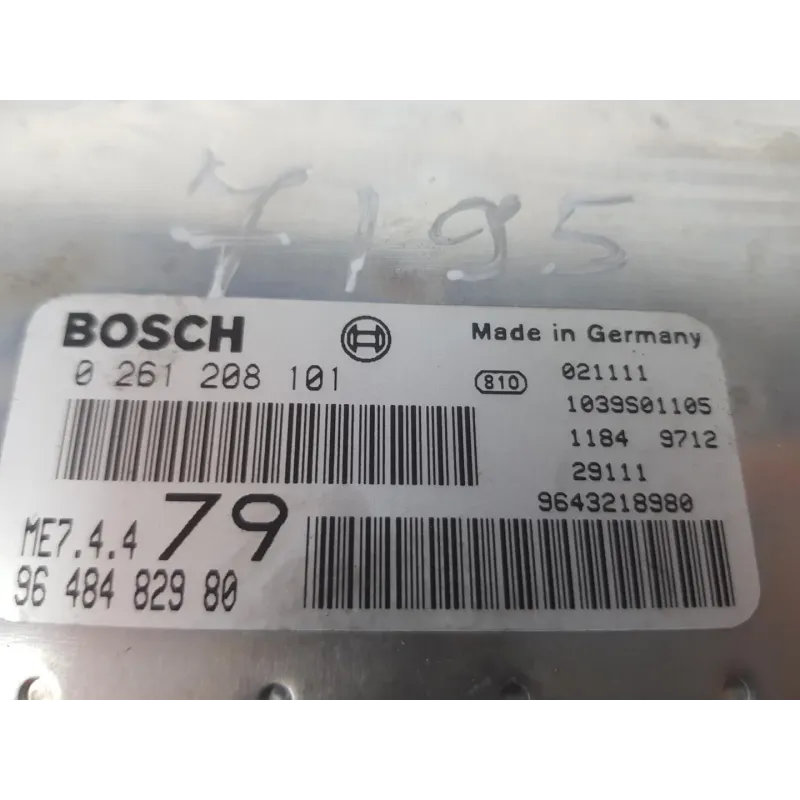 7195
BOSCH
Made in Germany
0 261 208 101
810
021111
1039S01105
1184 9712
29111
9643218980
ME7.4.4 79
96 484 829 80